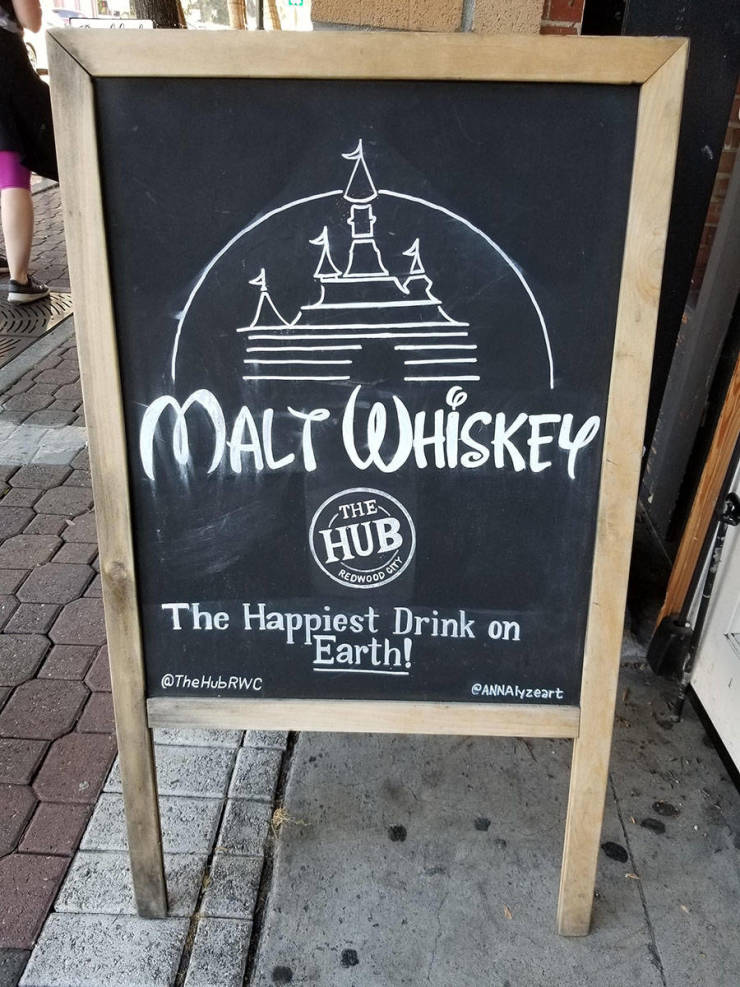 MALT WHISKEY
THE
HUB
REDWOOD CITY
The Happiest Drink on
Earth!
@TheHubRWC
@ANNAlyzeart